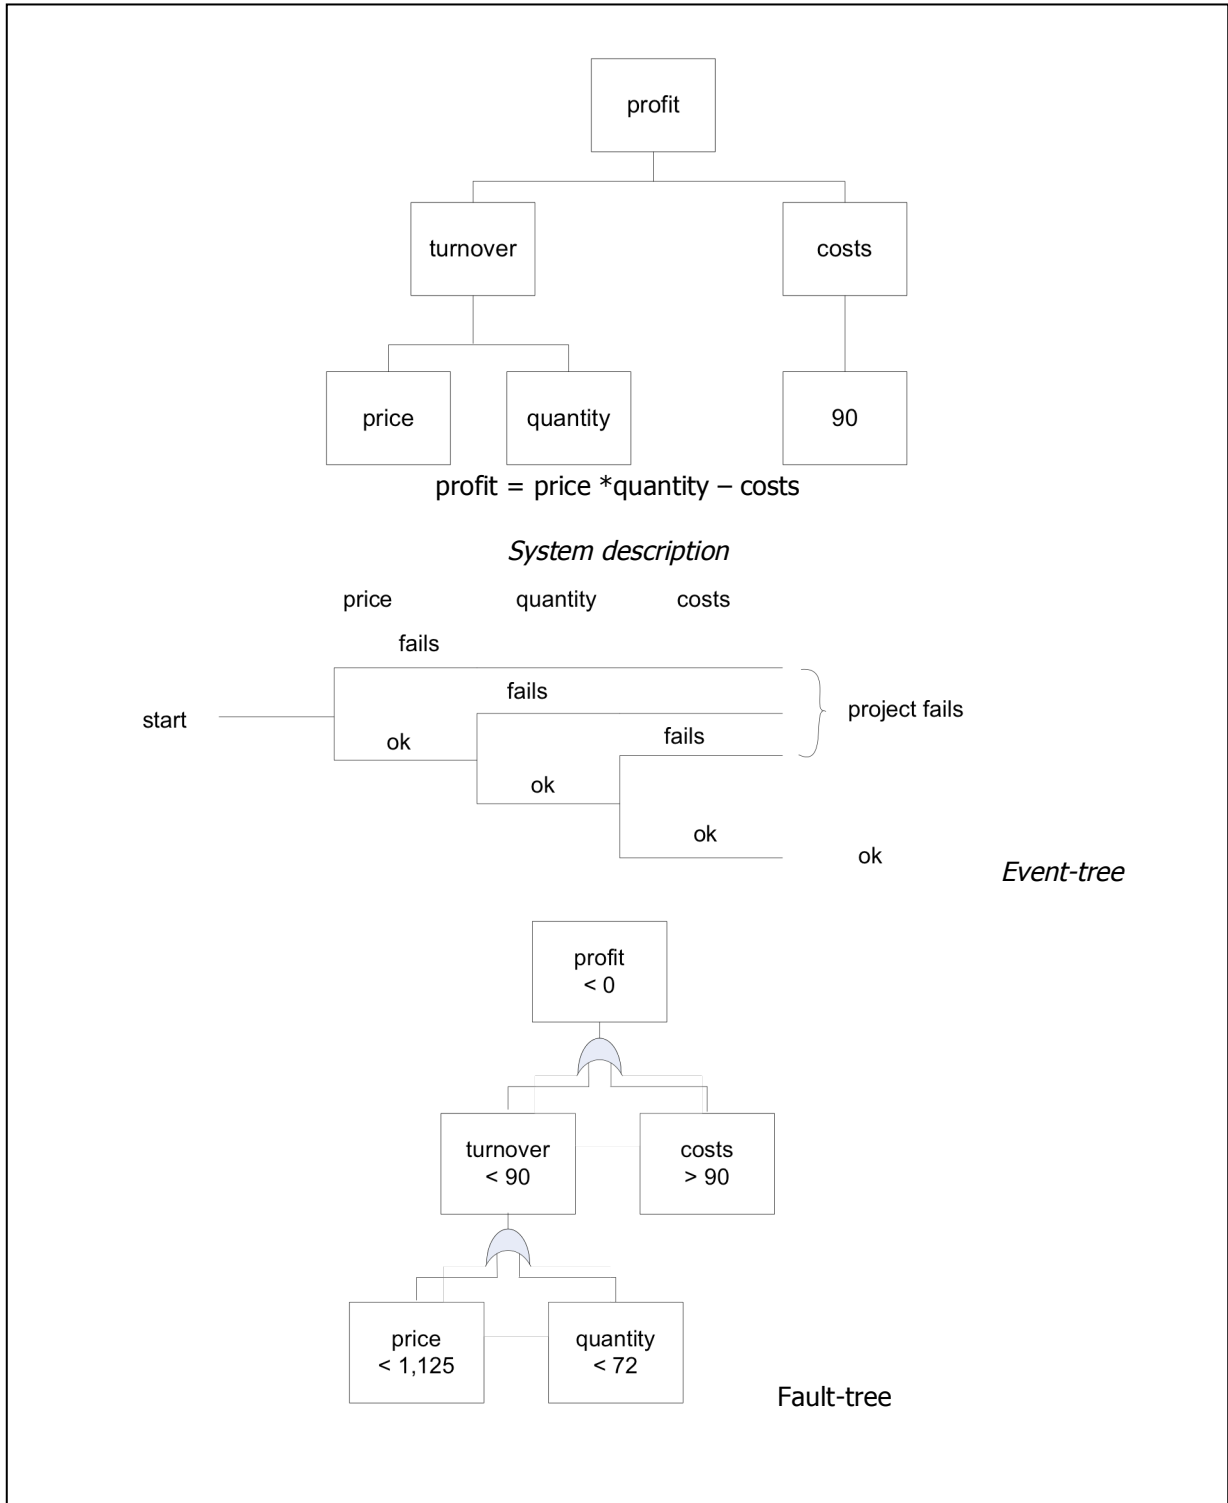 profit
turnover
costs
price
quantity
90
profit = price *quantity – costs
System description
price quantity costs
fails
fails
start
project fails
fails
ok
ok
ok
ok
Event-tree
profit
< 0
turnover
< 90
costs
> 90
price
< 1,125
quantity
< 72
Fault-tree